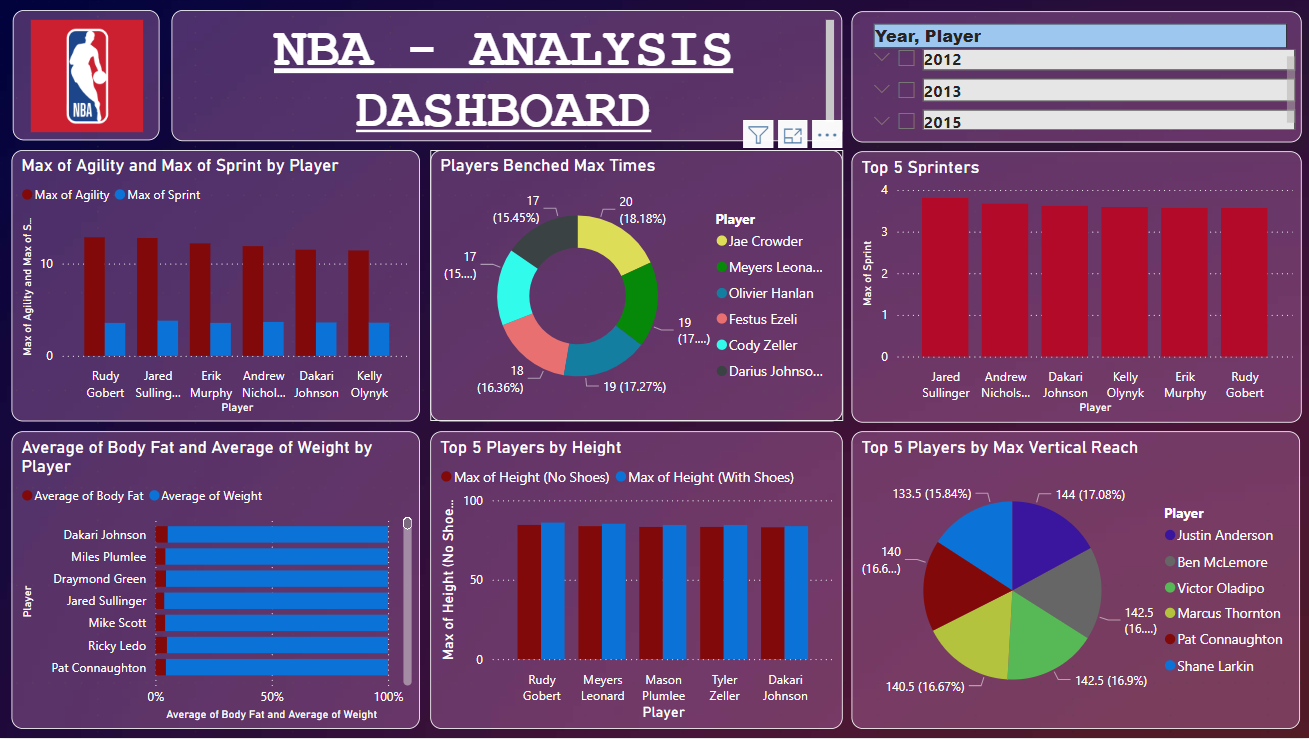 NBA
NBA - ANALYSIS
DASHBOARD
Year, Player
2012
2013
2015
Max of Agility and Max of Sprint by Player
Max of Agility Max of Sprint
Max of Agility and Max of S...
10
0
Rudy Gobert
Jared Sulling...
Erik Murphy
Andrew Nichol...
Dakari Johnson
Kelly Olynyk
Player
Players Benched Max Times
17
(15.45%)
20
(18.18%)
17
(15....)
19
(17....)
18
(16.36%)
19 (17.27%)
Player
Jae Crowder
Meyers Leona...
Olivier Hanlan
Festus Ezeli
Cody Zeller
Darius Johnso...
Top 5 Sprinters
Max of Sprint
4
3
2
1
0
Jared Sullinger
Andrew Nichols...
Dakari Johnson
Kelly Olynyk
Erik Murphy
Rudy Gobert
Player
Average of Body Fat and Average of Weight by
Player
Average of Body Fat Average of Weight
Player
Dakari Johnson
Miles Plumlee
Draymond Green
Jared Sullinger
Mike Scott
Ricky Ledo
Pat Connaughton
0% 50% 100%
Average of Body Fat and Average of Weight
Top 5 Players by Height
Max of Height (No Shoes) Max of Height (With Shoes)
Max of Height (No Shoe...
100
50
0
Rudy Gobert
Meyers Leonard
Mason Plumlee
Tyler Zeller
Dakari Johnson
Player
Top 5 Players by Max Vertical Reach
133.5 (15.84%)
144 (17.08%)
140
(16.6...)
142.5
(16....)
140.5 (16.67%)
142.5 (16.9%)
Player
Justin Anderson
Ben McLemore
Victor Oladipo
Marcus Thornton
Pat Connaughton
Shane Larkin